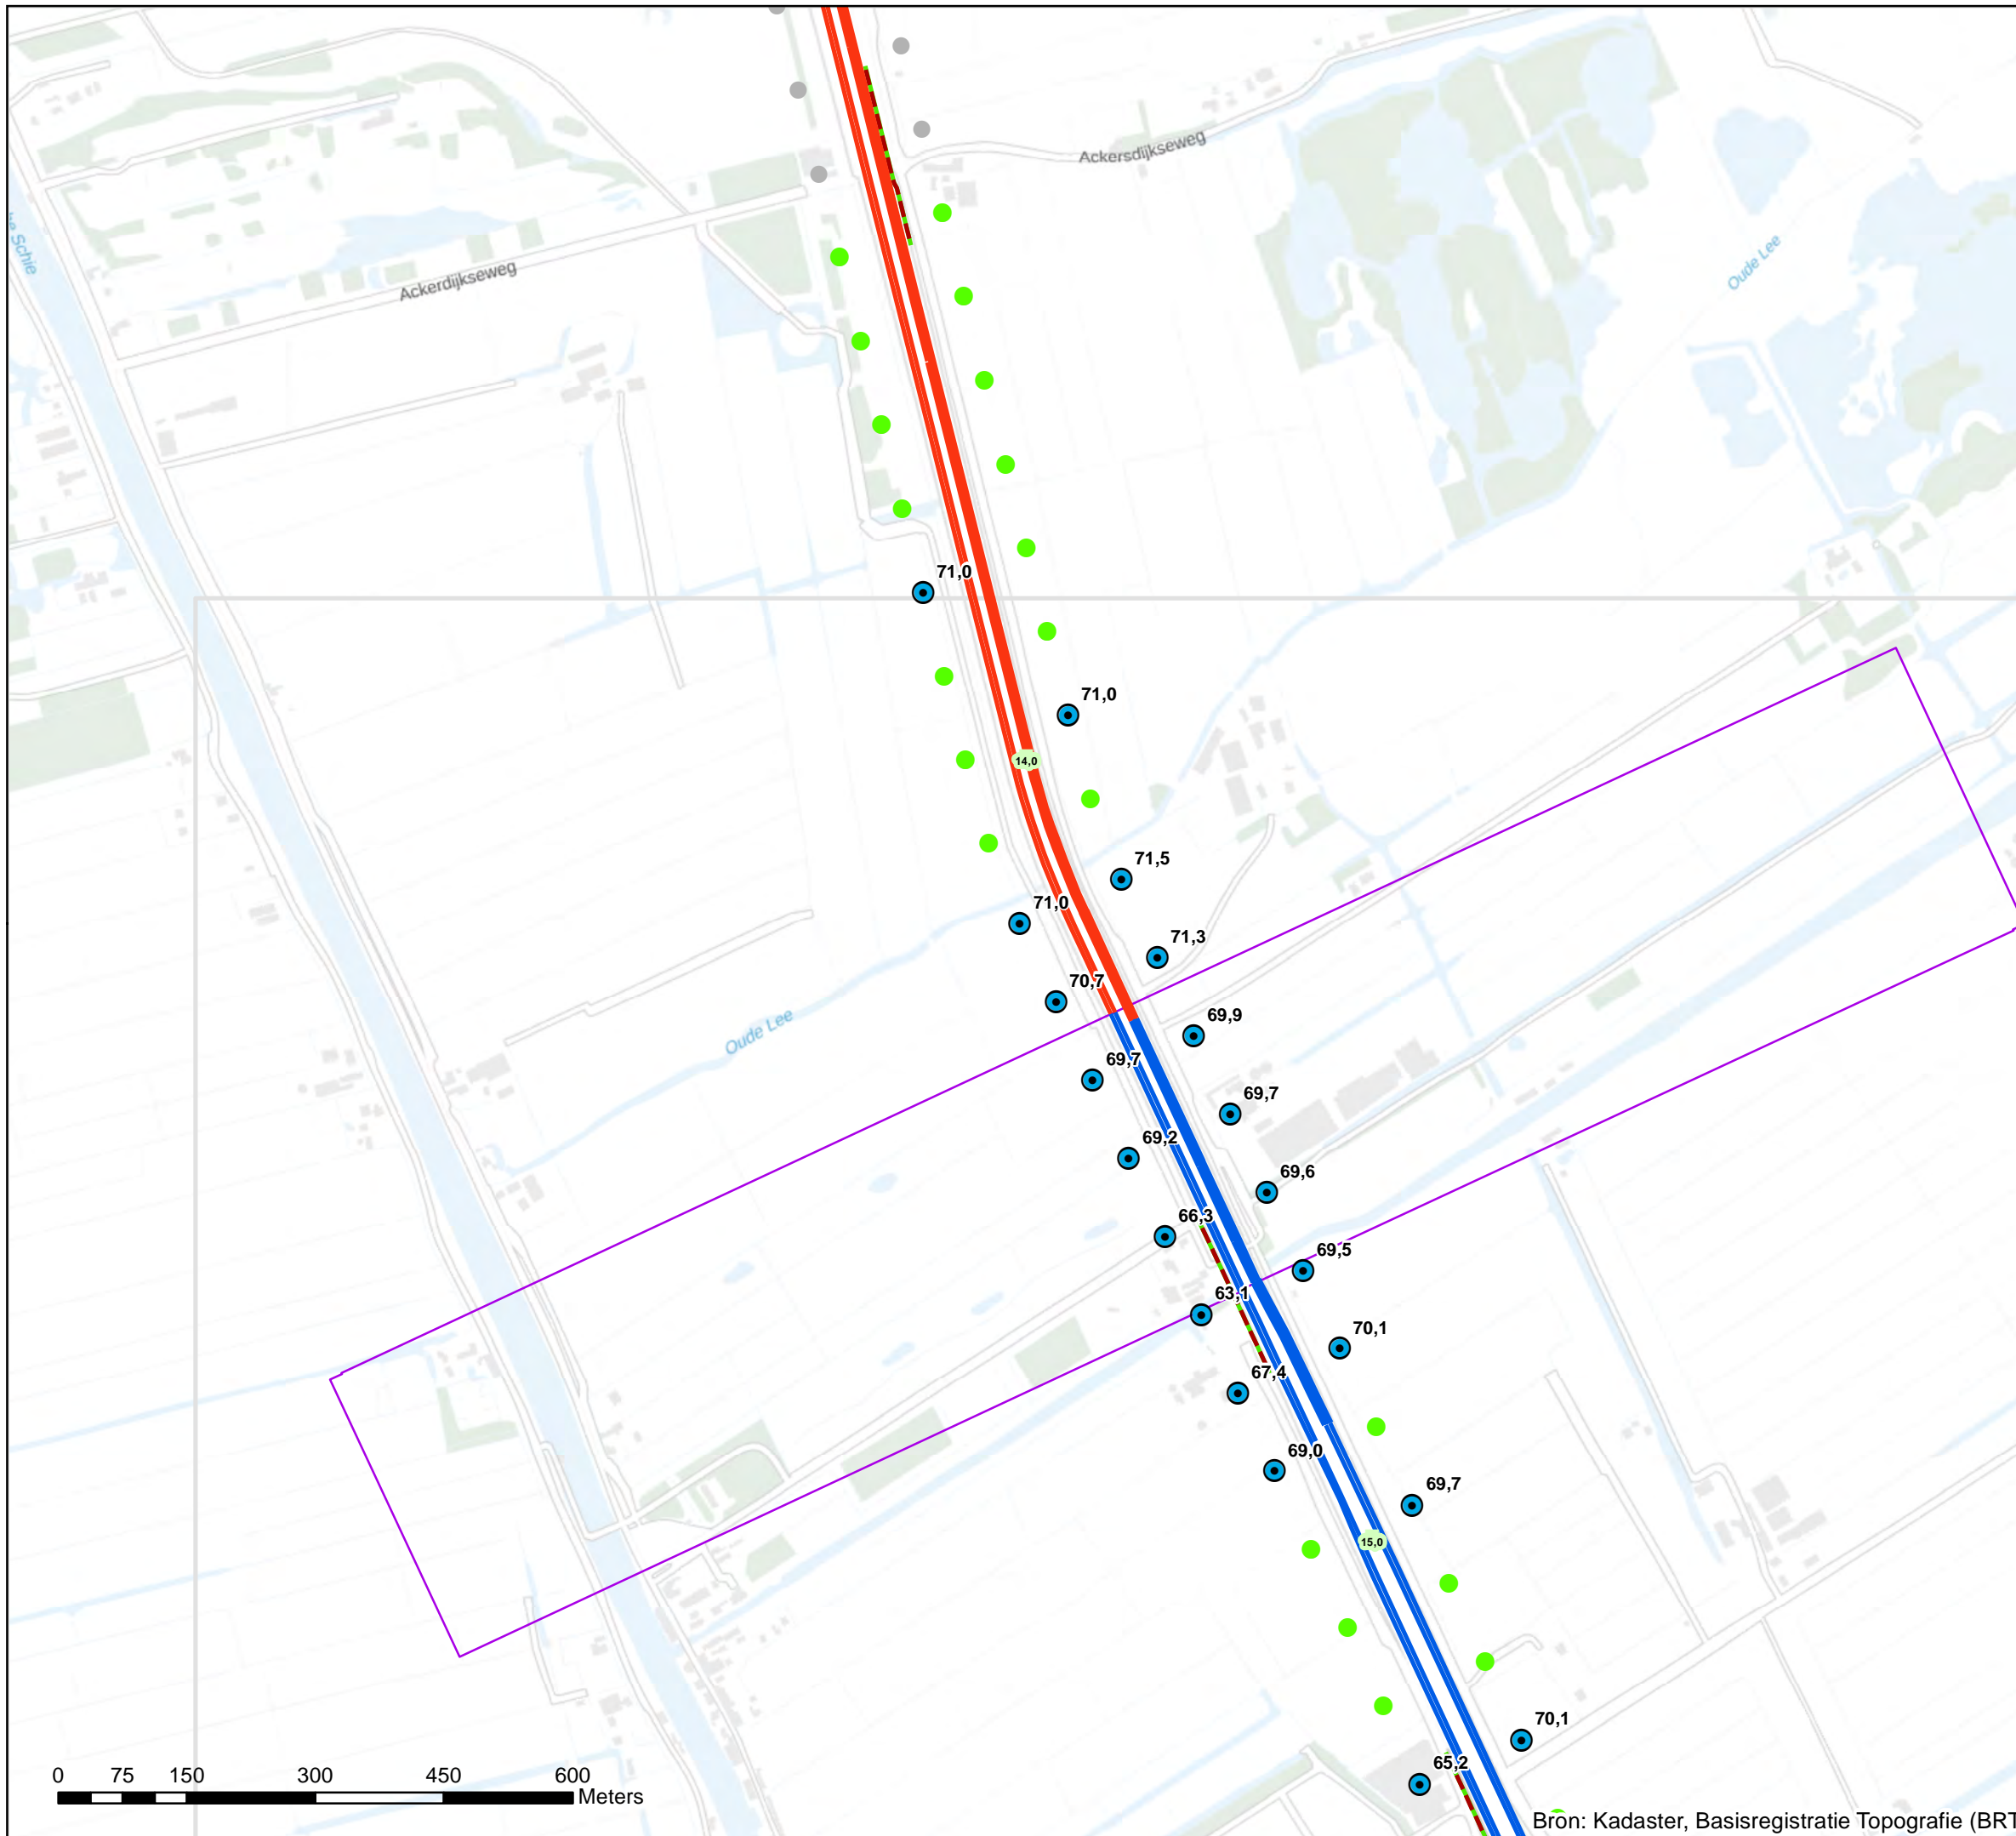 Ackersdijkseweg
Schie
Oude Lee
Ackerdijkseweg
71,0
71,0
14,0
71,5
71,0
71,3
70,7
Oude Lee
69,9
69,7
69,7
69,2
69,6
66,3
69,5
63,1
70,1
67,4
69,0
69,7
15,0
70,1
65,2
0 75 150 300 450 600
Meters
Bron: Kadaster, Basisregistratie Topografie (BRT